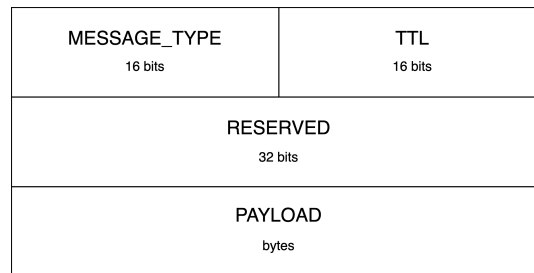 MESSAGE_TYPE
16 bits
TTL
16 bits
RESERVED
32 bits
PAYLOAD
bytes